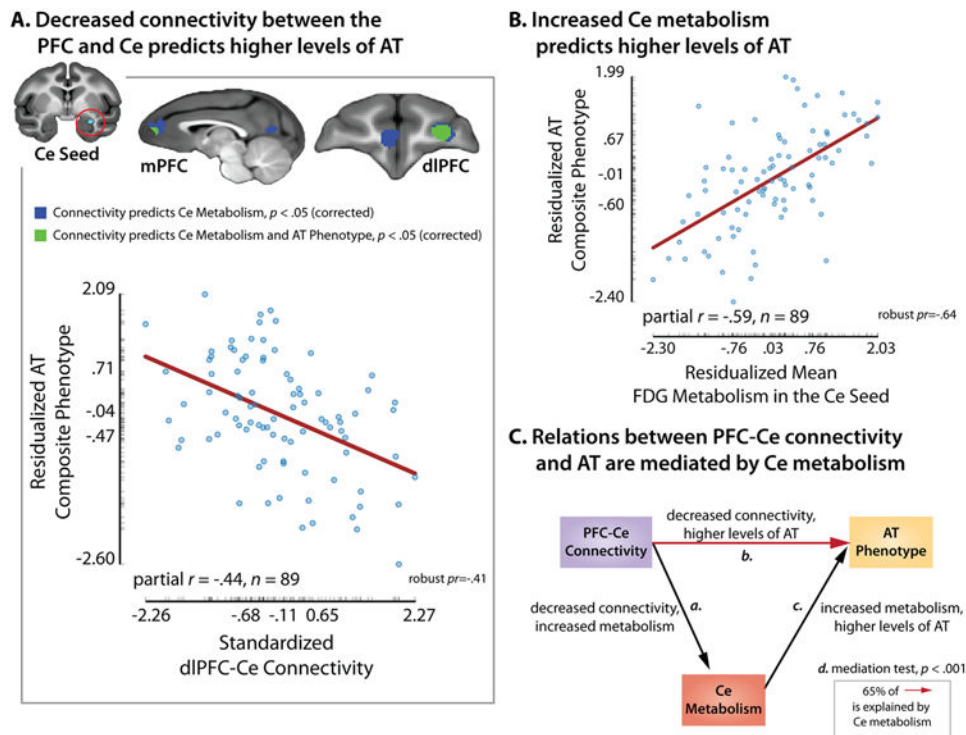 A. Decreased connectivity between the
PFC and Ce predicts higher levels of AT
Ce Seed
mPFC
dlPFC
Connectivity predicts Ce Metabolism, p < .05 (corrected)
Connectivity predicts Ce Metabolism and AT Phenotype, p < .05 (corrected)
Residualized AT
Composite Phenotype
2.09
.71
-.04
-.47
-2.60
partial r = -.44, n = 89
robust pr=-.41
-2.26
-.68
-.11
0.65
2.27
Standardized
dlPFC-Ce Connectivity
B. Increased Ce metabolism
predicts higher levels of AT
Residualized AT
Composite Phenotype
1.99
.67
-.01
-.60
-2.40
partial r = -.59, n = 89
robust pr=-.64
-2.30
-.76
.03
.76
2.03
Residualized Mean
FDG Metabolism in the Ce Seed
C. Relations between PFC-Ce connectivity
and AT are mediated by Ce metabolism
PFC-Ce
Connectivity
decreased connectivity,
higher levels of AT
b.
AT
Phenotype
decreased connectivity,
increased metabolism
a.
c.
increased metabolism,
higher levels of AT
Ce
Metabolism
d. mediation test, p < .001
65% of
is explained by
Ce metabolism